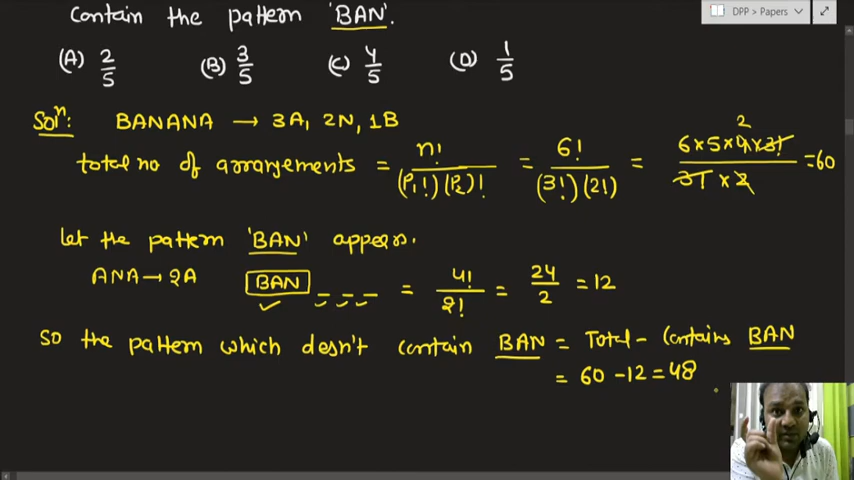 contain the pattern 'BAN'.
DPP > Papers
(A) 2/5 (B) 3/5 (C) 4/5 (D) 1/5
Solⁿ: BANANA → 3A, 2N, 1B
total no of arrangements = n!/(P₁!)(P₂)! = 6!/(3!)(2!) = 6×5×4×3!/3!×2 = 60
2
let the pattern 'BAN' appears.
ANA → 2A BAN _ _ _ = 4!/2! = 24/2 = 12
So the pattern which desn't contain BAN = Total - Contains BAN
= 60 - 12 = 48